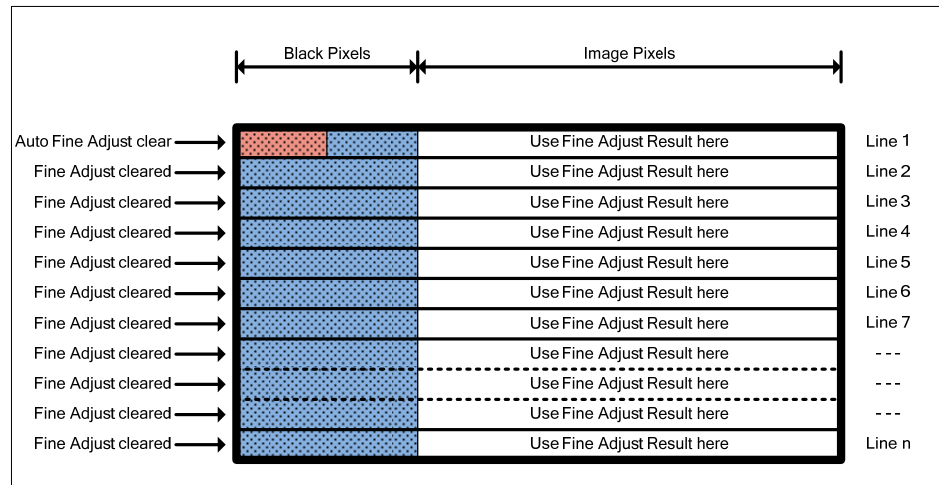 Black Pixels Image Pixels
Auto Fine Adjust clear Use Fine Adjust Result here Line 1
Fine Adjust cleared Use Fine Adjust Result here Line 2
Fine Adjust cleared Use Fine Adjust Result here Line 3
Fine Adjust cleared Use Fine Adjust Result here Line 4
Fine Adjust cleared Use Fine Adjust Result here Line 5
Fine Adjust cleared Use Fine Adjust Result here Line 6
Fine Adjust cleared Use Fine Adjust Result here Line 7
Fine Adjust cleared Use Fine Adjust Result here ---
Fine Adjust cleared Use Fine Adjust Result here ---
Fine Adjust cleared Use Fine Adjust Result here ---
Fine Adjust cleared Use Fine Adjust Result here Line n